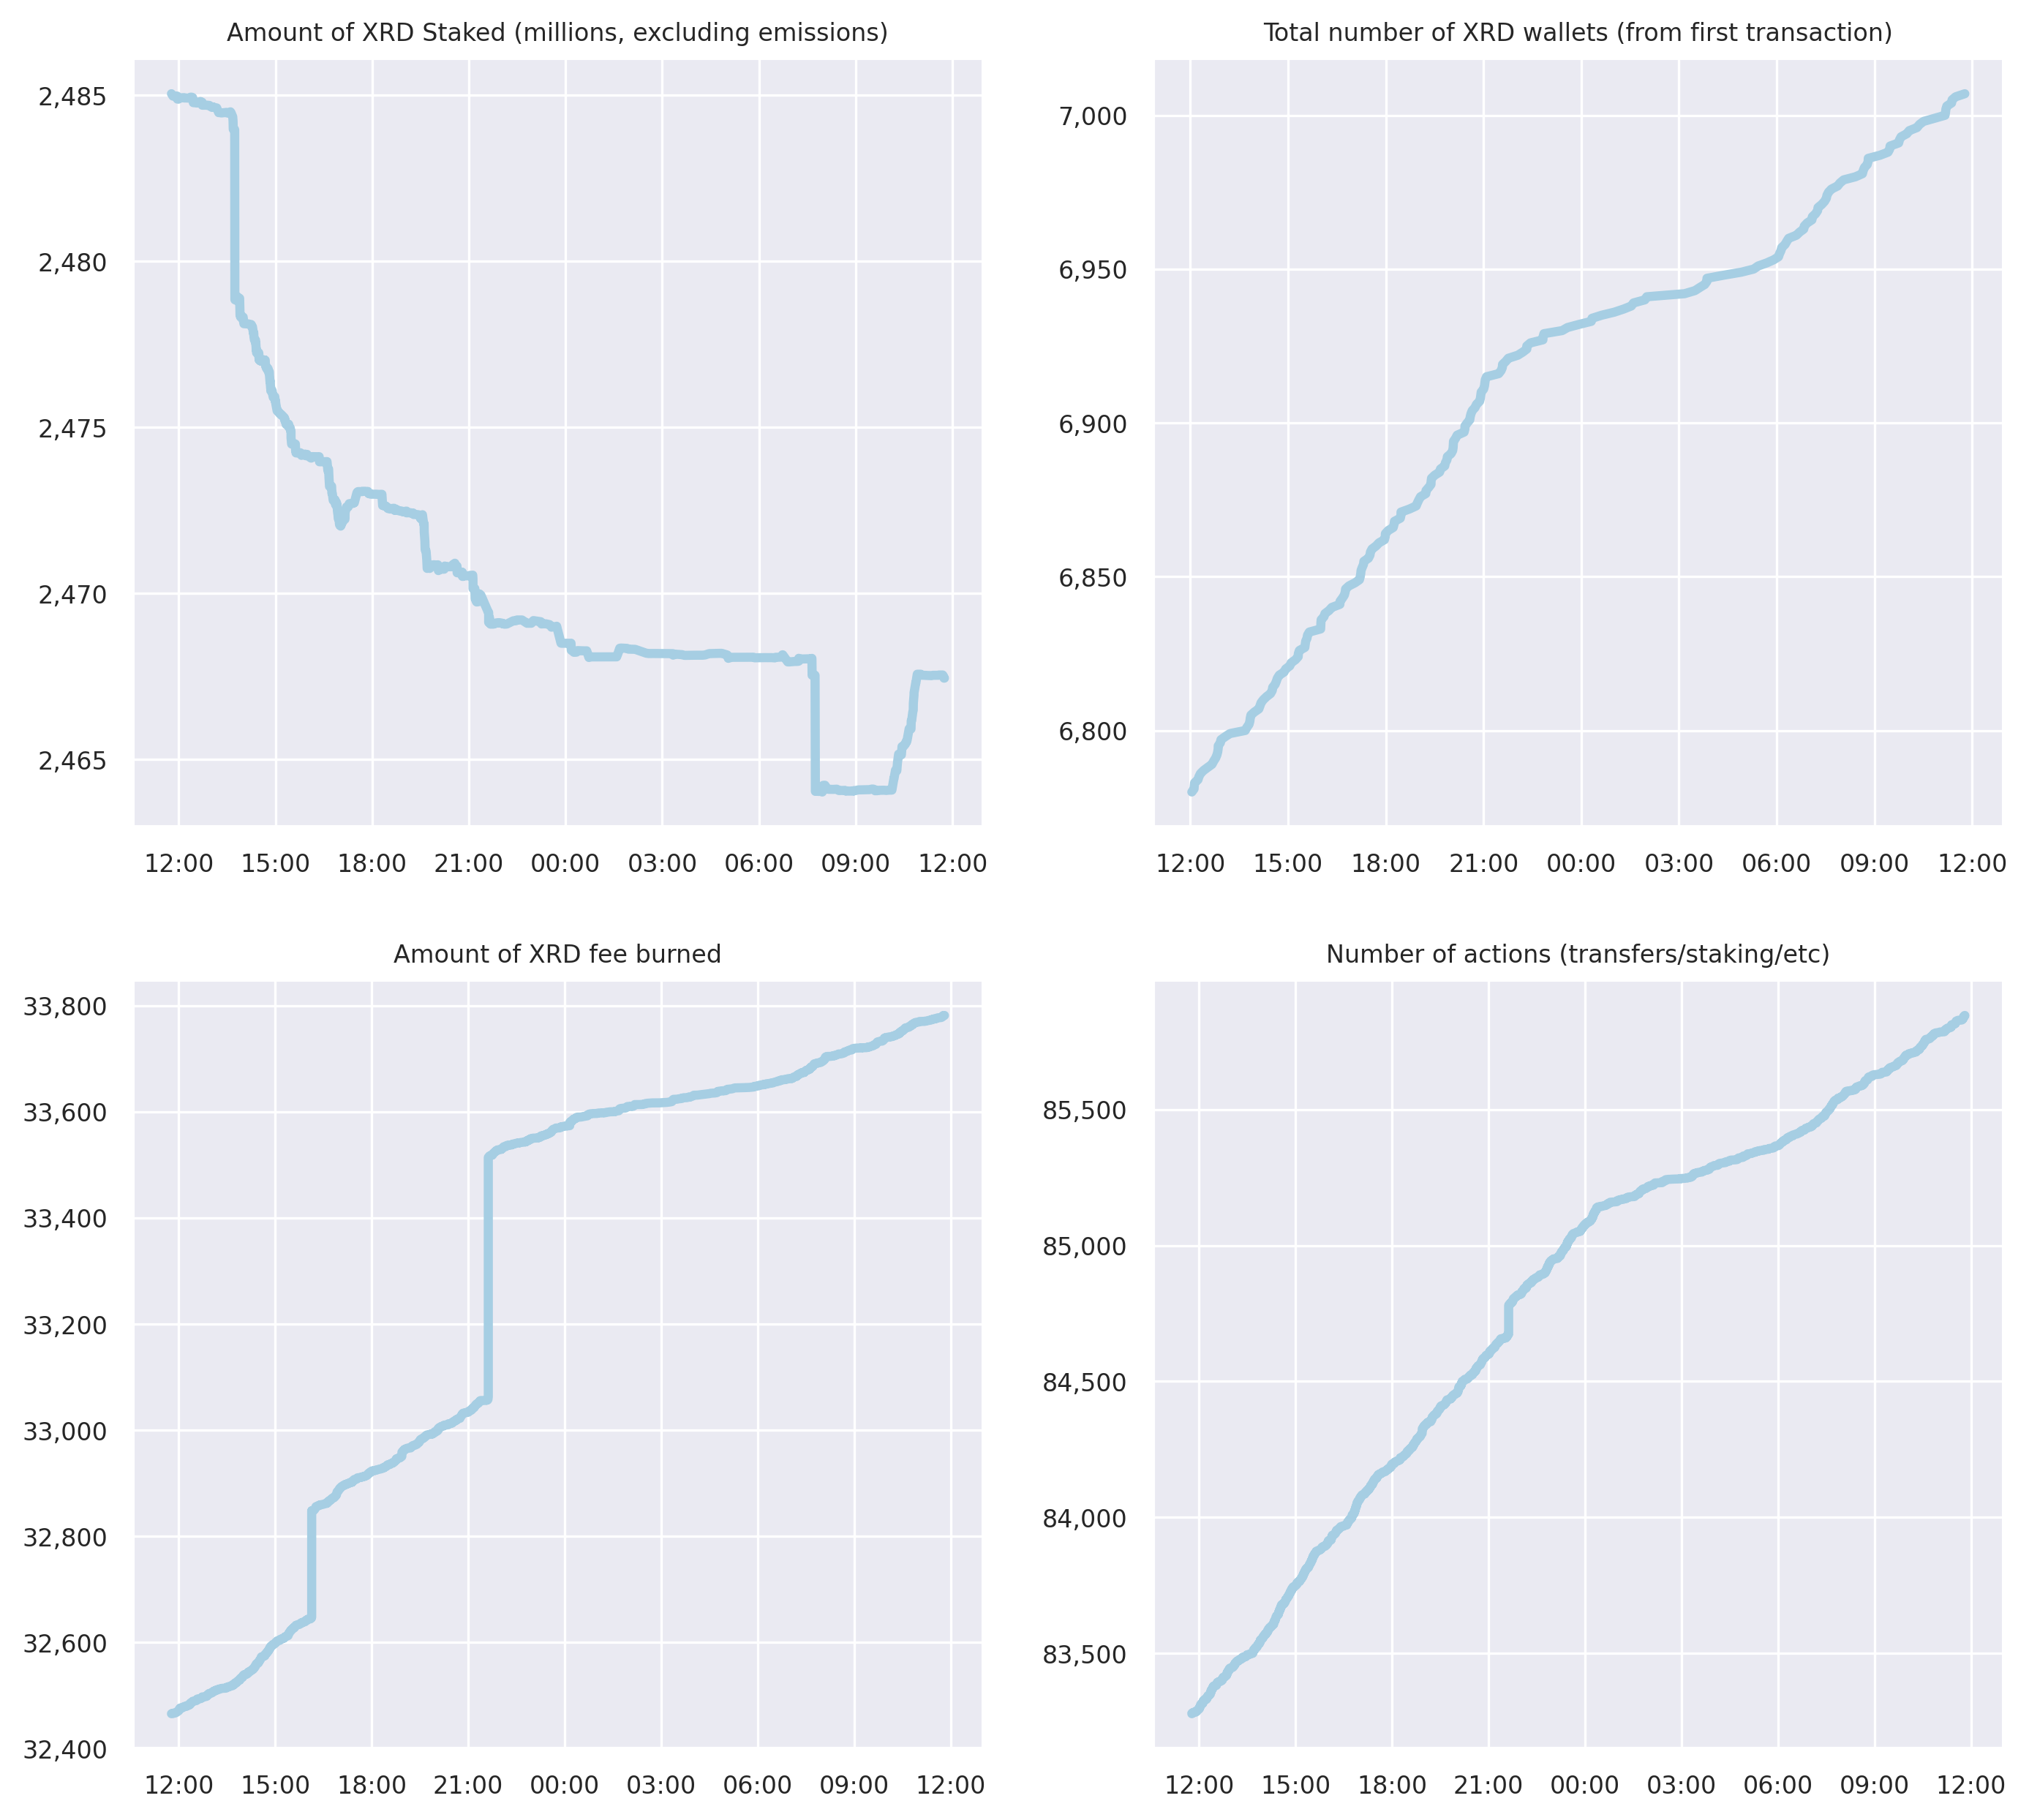 Amount of XRD Staked (millions, excluding emissions)
2,485
2,480
2,475
2,470
2,465
12:00 15:00 18:00 21:00 00:00 03:00 06:00 09:00 12:00
Total number of XRD wallets (from first transaction)
7,000
6,950
6,900
6,850
6,800
12:00 15:00 18:00 21:00 00:00 03:00 06:00 09:00 12:00
Amount of XRD fee burned
33,800
33,600
33,400
33,200
33,000
32,800
32,600
32,400
12:00 15:00 18:00 21:00 00:00 03:00 06:00 09:00 12:00
Number of actions (transfers/staking/etc)
85,500
85,000
84,500
84,000
83,500
12:00 15:00 18:00 21:00 00:00 03:00 06:00 09:00 12:00